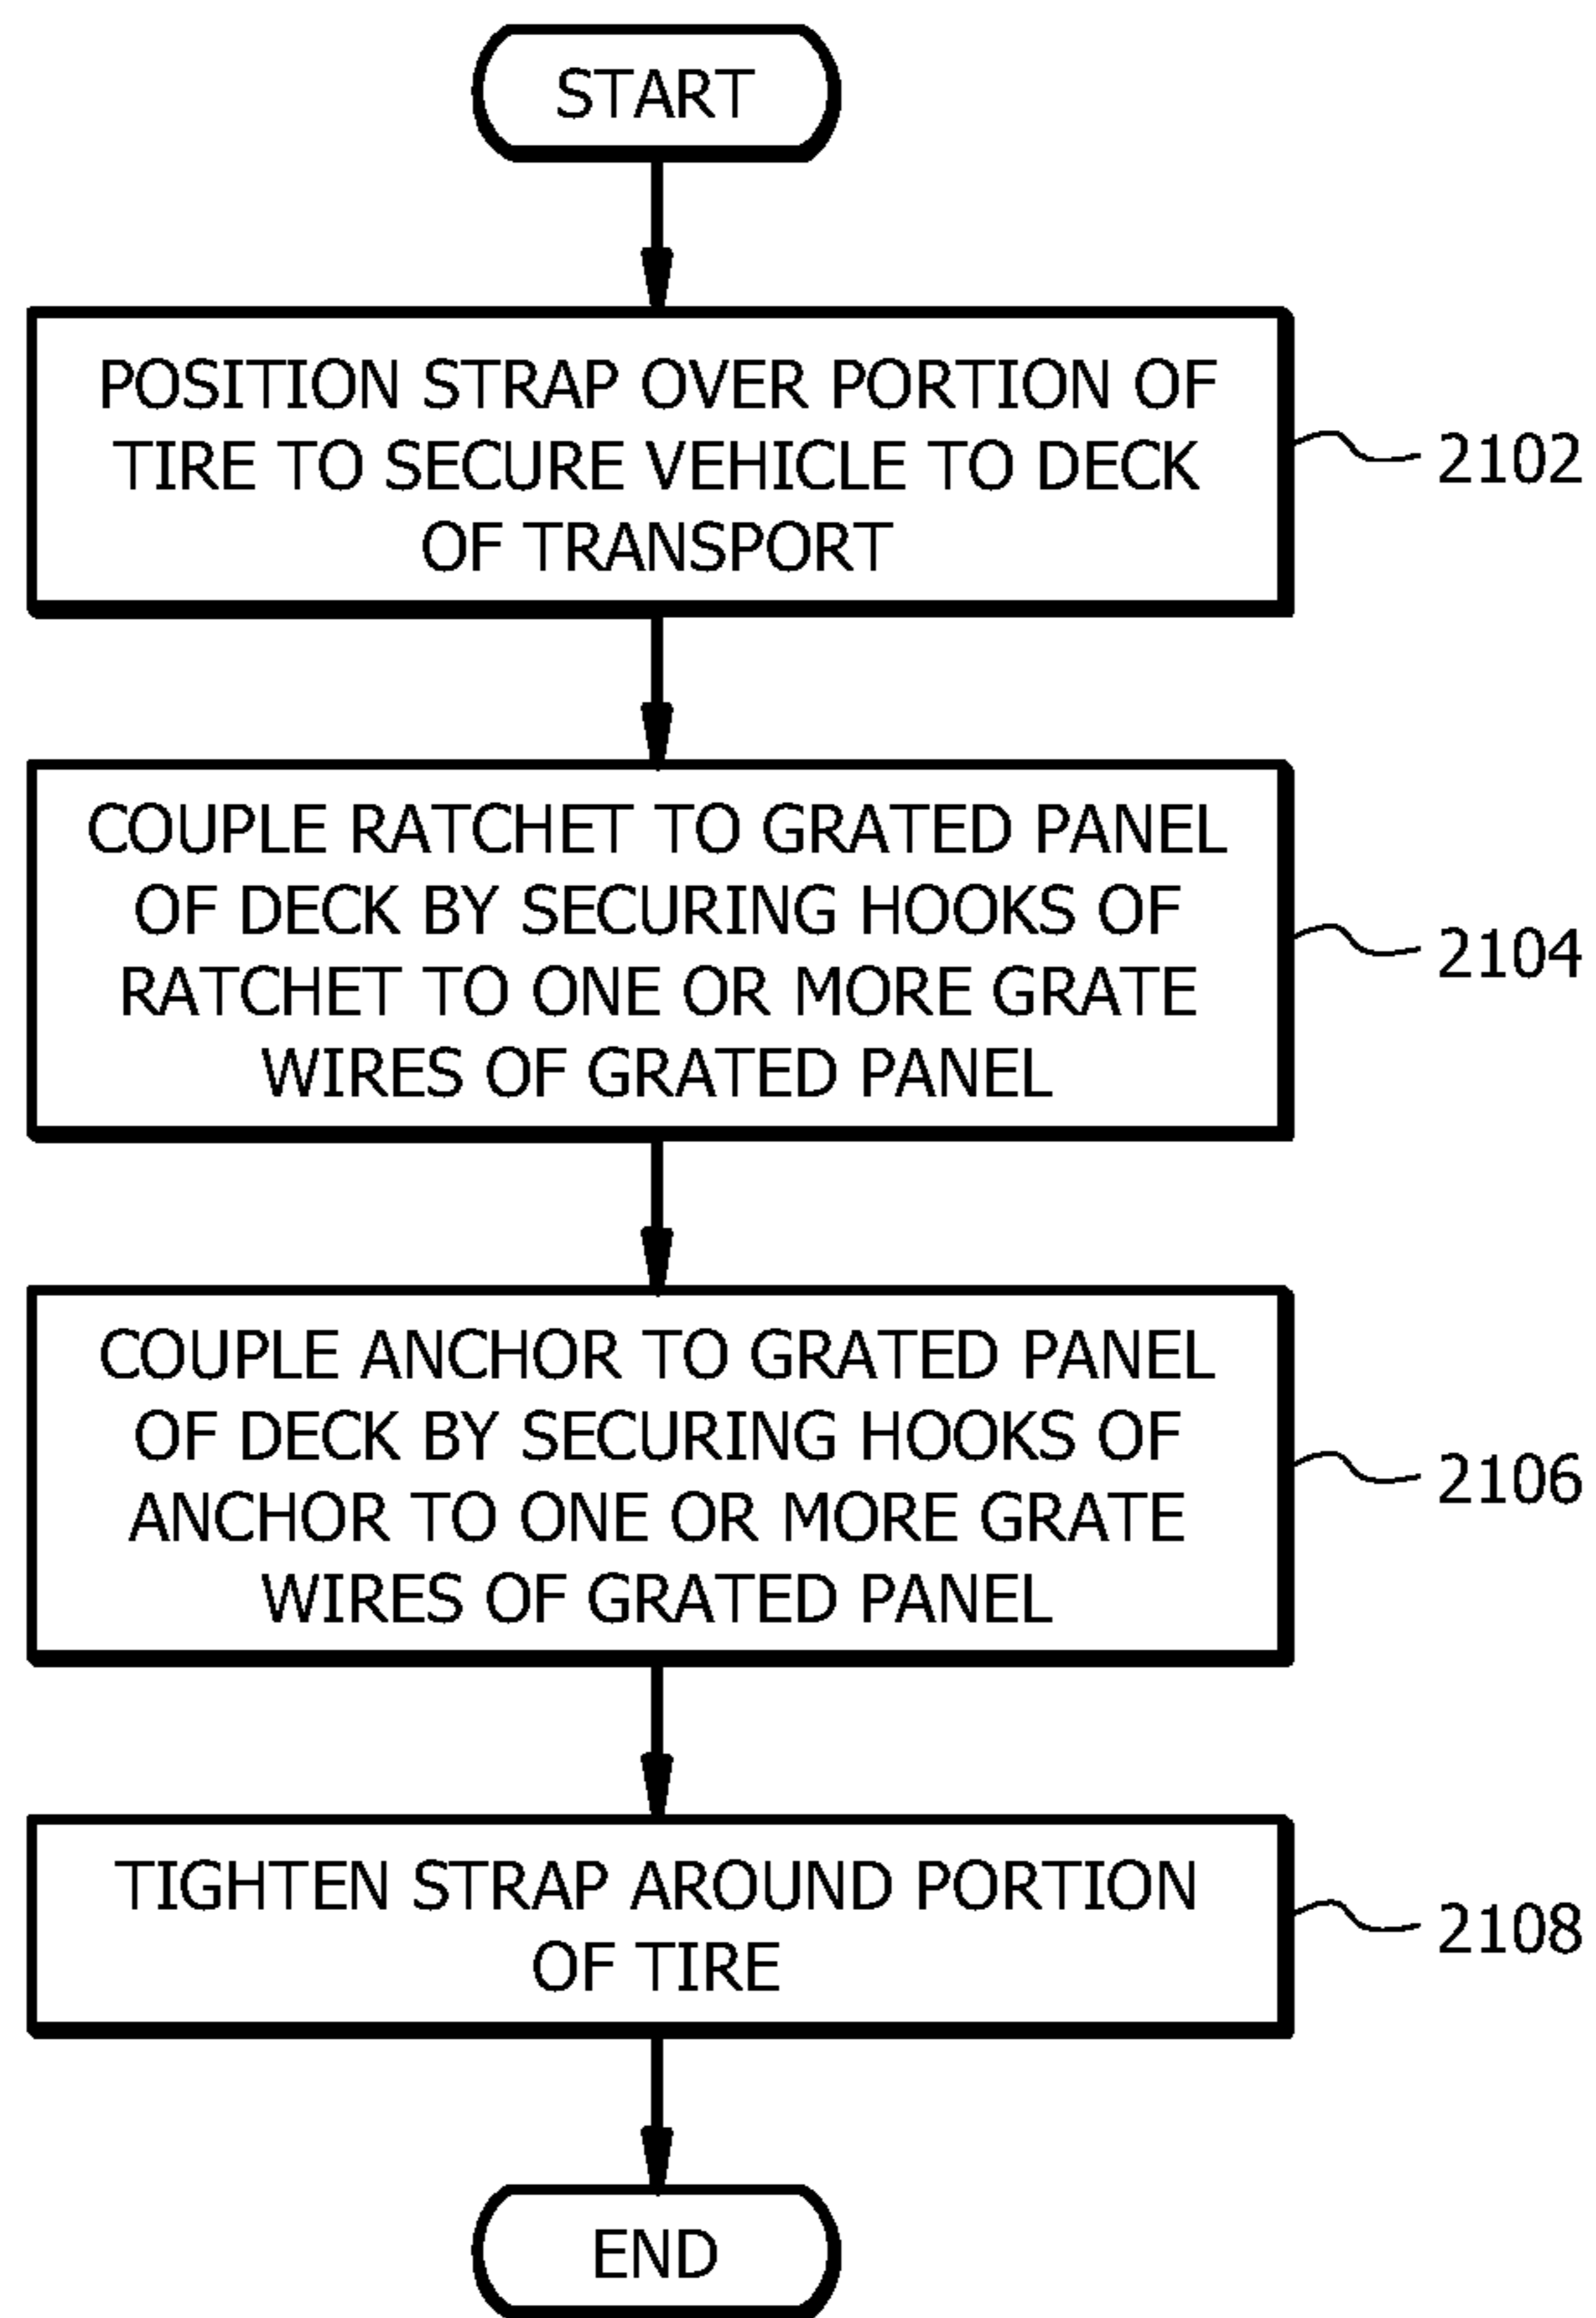 START
POSITION STRAP OVER PORTION OF
TIRE TO SECURE VEHICLE TO DECK
OF TRANSPORT
2102
COUPLE RATCHET TO GRATED PANEL
OF DECK BY SECURING HOOKS OF
RATCHET TO ONE OR MORE GRATE
WIRES OF GRATED PANEL
2104
COUPLE ANCHOR TO GRATED PANEL
OF DECK BY SECURING HOOKS OF
ANCHOR TO ONE OR MORE GRATE
WIRES OF GRATED PANEL
2106
TIGHTEN STRAP AROUND PORTION
OF TIRE
2108
END